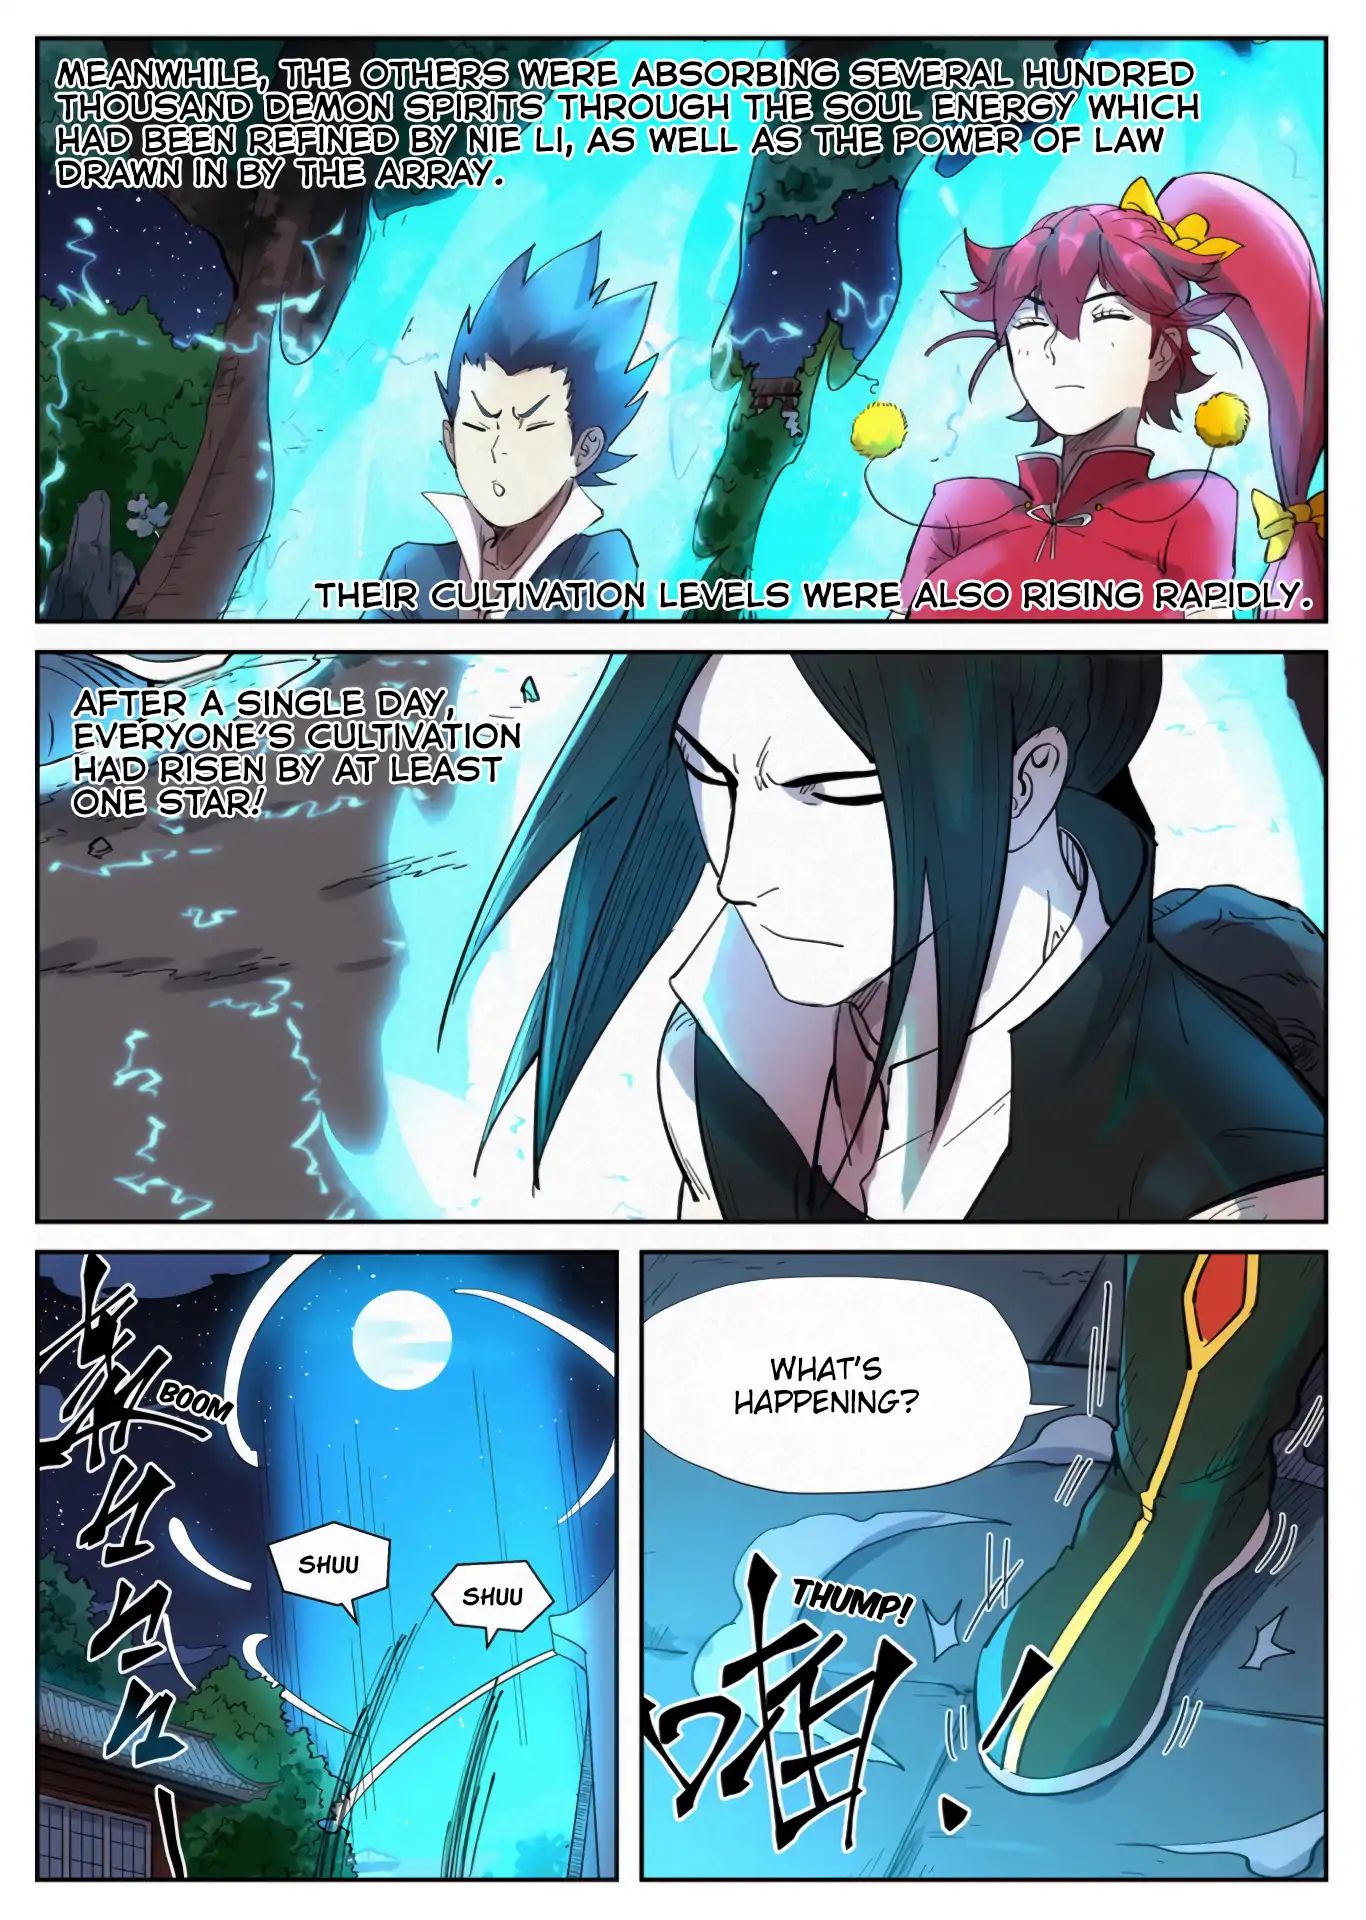 MEANWHILE, THE OTHERS WERE ABSORBING SEVERAL HUNDRED
THOUSAND DEMON SPIRITS THROUGH THE SOUL ENERGY WHICH
HAD BEEN REFINED BY NIE LI, AS WELL AS THE POWER OF LAW
DRAWN IN BY THE ARRAY.
THEIR CULTIVATION LEVELS WERE ALSO RISING RAPIDLY.
AFTER A SINGLE DAY,
EVERYONE'S CULTIVATION
HAD RISEN BY AT LEAST
ONE STAR!
BOOM
SHUU
SHUU
WHAT'S
HAPPENING?
THUMP!